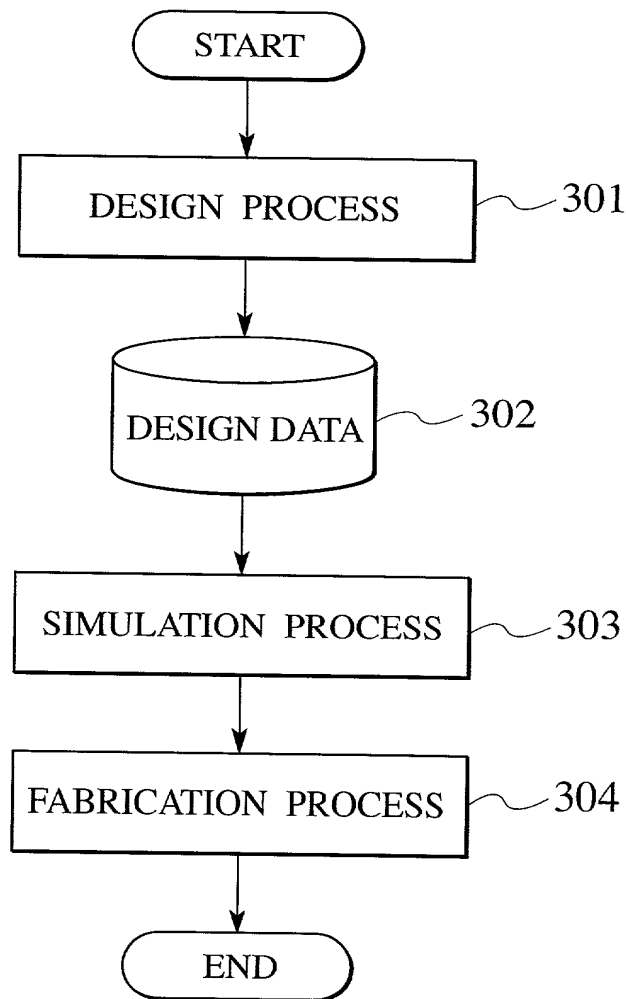 START
DESIGN PROCESS
301
DESIGN DATA
302
SIMULATION PROCESS
303
FABRICATION PROCESS
304
END